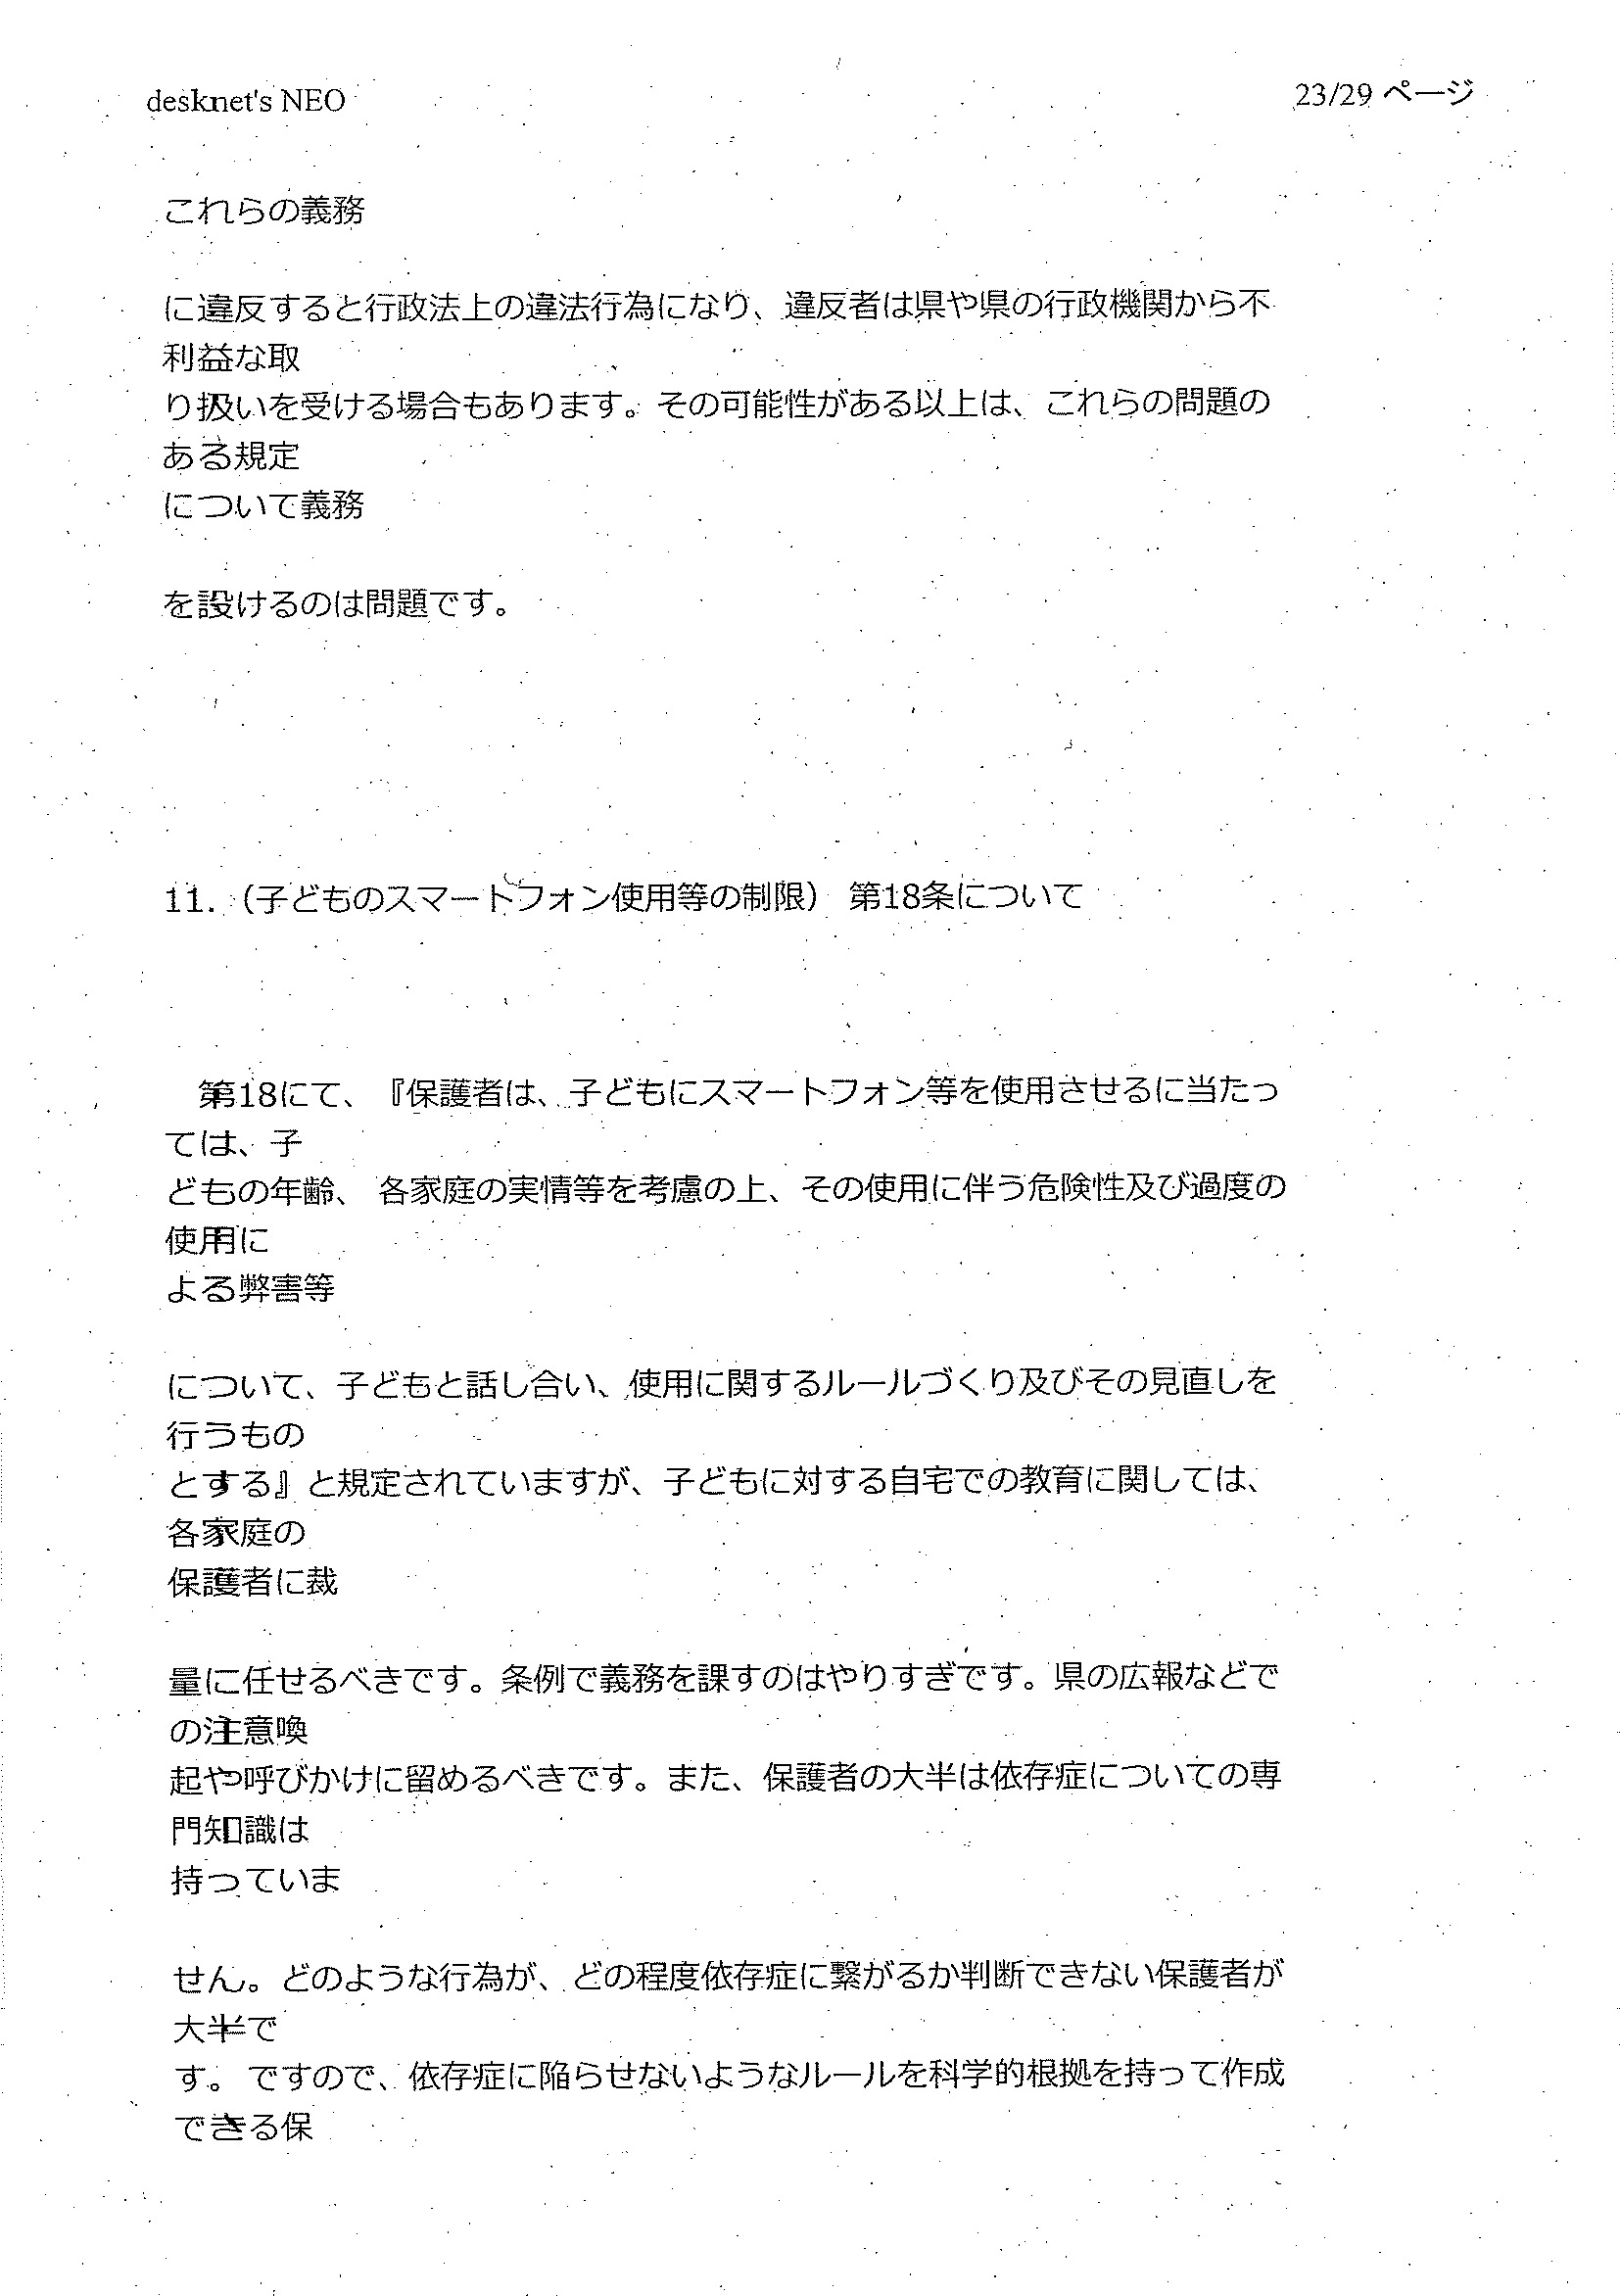 desknet's NEO
23/29 ページ
これらの義務
に違反すると行政法上の違法行為になり、違反者は県や県の行政機関から不
利益な取
り扱いを受ける場合もあります。その可能性がある以上は、これらの問題の
ある規定
について義務
を設けるのは問題です。
11. （子どものスマートフォン使用等の制限） 第18条について
第18にて、『保護者は、子どもにスマートフォン等を使用させるに当たっ
ては、子
どもの年齢、 各家庭の実情等を考慮の上、その使用に伴う危険性及び過度の
使用に
よる弊害等
について、子どもと話し合い、使用に関するルールづくり及びその見直しを
行うもの
とする』と規定されていますが、子どもに対する自宅での教育に関しては、
各家庭の
保護者に裁
量に任せるべきです。条例で義務を課すのはやりすぎです。県の広報などで
の注意喚
起や呼びかけに留めるべきです。また、保護者の大半は依存症についての専
門知識は
持っていま
せん。どのような行為が、どの程度依存症に繋がるか判断できない保護者が
大半で
す。 ですので、依存症に陥らせないようなルールを科学的根拠を持って作成
できる保